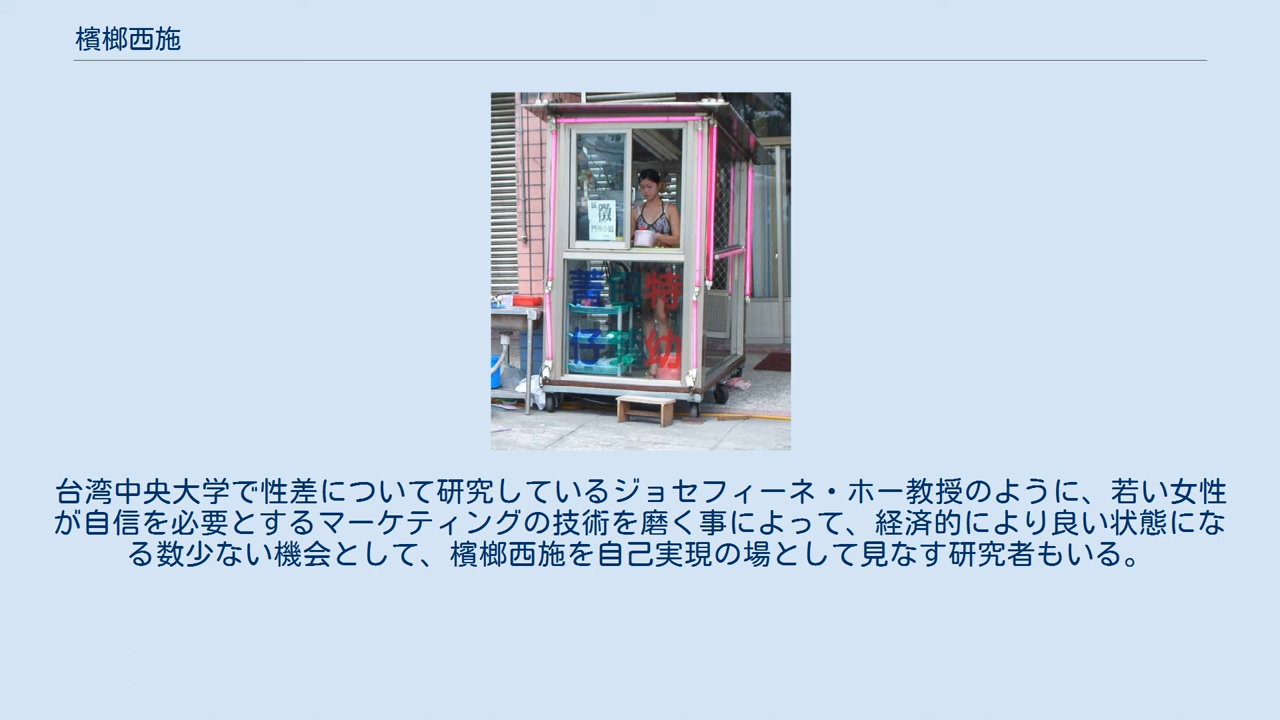 檳榔西施
徵
青 特
仔 幼
台湾中央大学で性差について研究しているジョセフィーネ・ホー教授のように、若い女性
が自信を必要とするマーケティングの技術を磨く事によって、経済的により良い状態にな
る数少ない機会として、檳榔西施を自己実現の場として見なす研究者もいる。